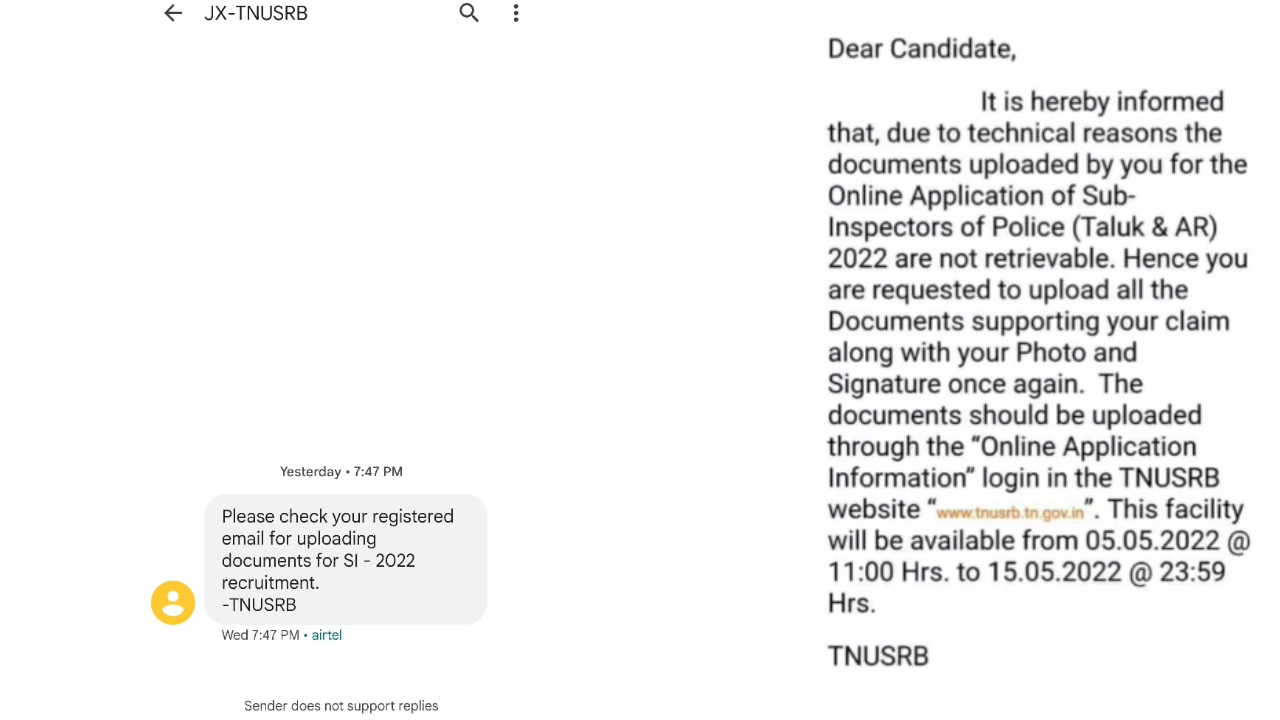 JX-TNUSRB
Yesterday • 7:47 PM
Please check your registered
email for uploading
documents for SI - 2022
recruitment.
-TNUSRB
Wed 7:47 PM • airtel
Sender does not support replies
Dear Candidate,
It is hereby informed
that, due to technical reasons the
documents uploaded by you for the
Online Application of Sub-
Inspectors of Police (Taluk & AR)
2022 are not retrievable. Hence you
are requested to upload all the
Documents supporting your claim
along with your Photo and
Signature once again.  The
documents should be uploaded
through the “Online Application
Information” login in the TNUSRB
website “www.tnusrb.tn.gov.in”. This facility
will be available from 05.05.2022 @
11:00 Hrs. to 15.05.2022 @ 23:59
Hrs.
TNUSRB